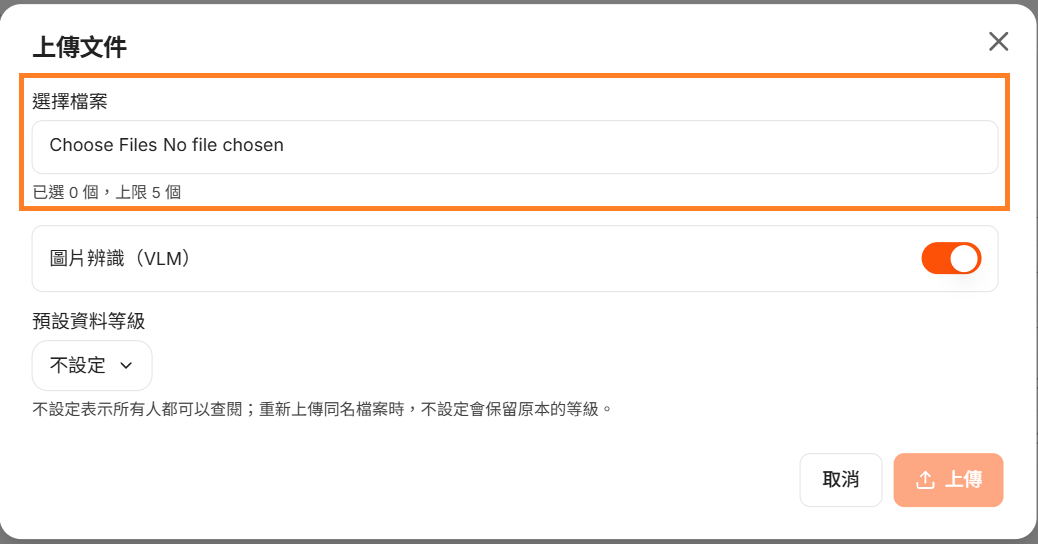 上傳文件
選擇檔案
Choose Files No file chosen
已選 0 個，上限 5 個
圖片辨識（VLM）
預設資料等級
不設定
不設定表示所有人都可以查閱；重新上傳同名檔案時，不設定會保留原本的等級。
取消
上傳